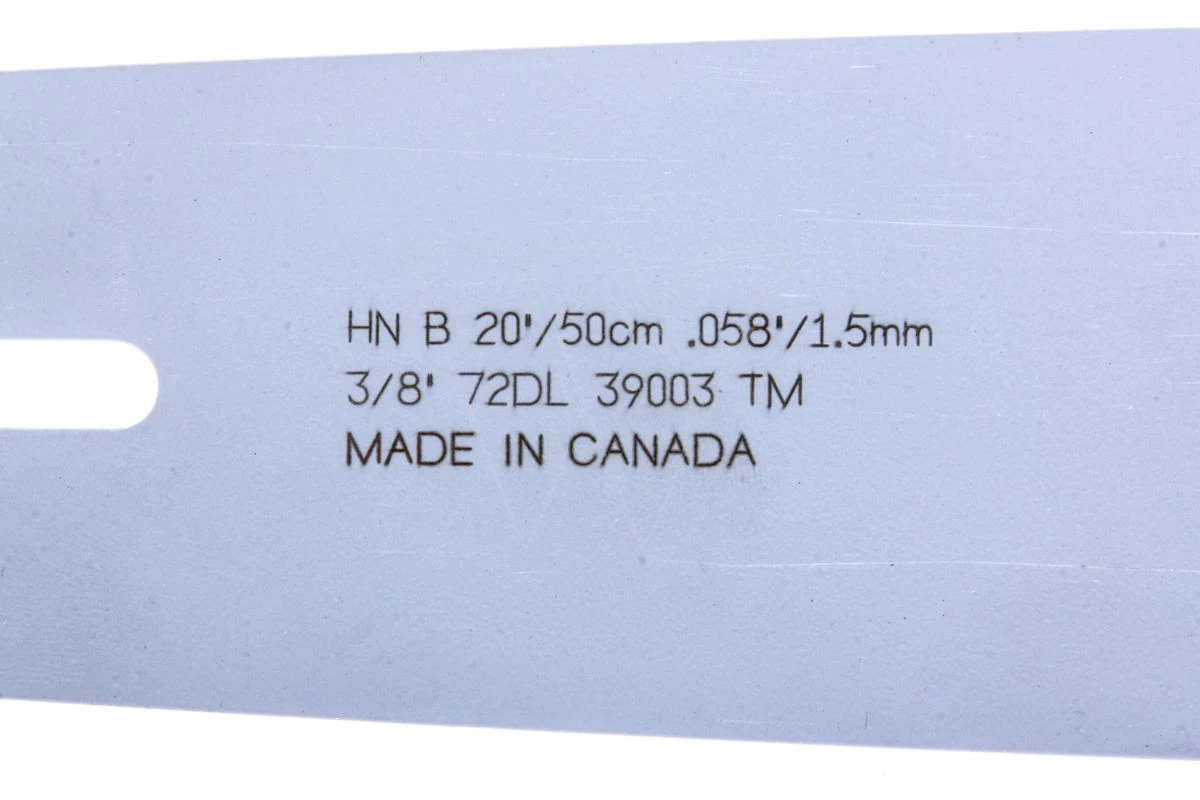 HN B 20"/50cm .058"/1.5mm
3/8" 72DL 39003 TM
MADE IN CANADA